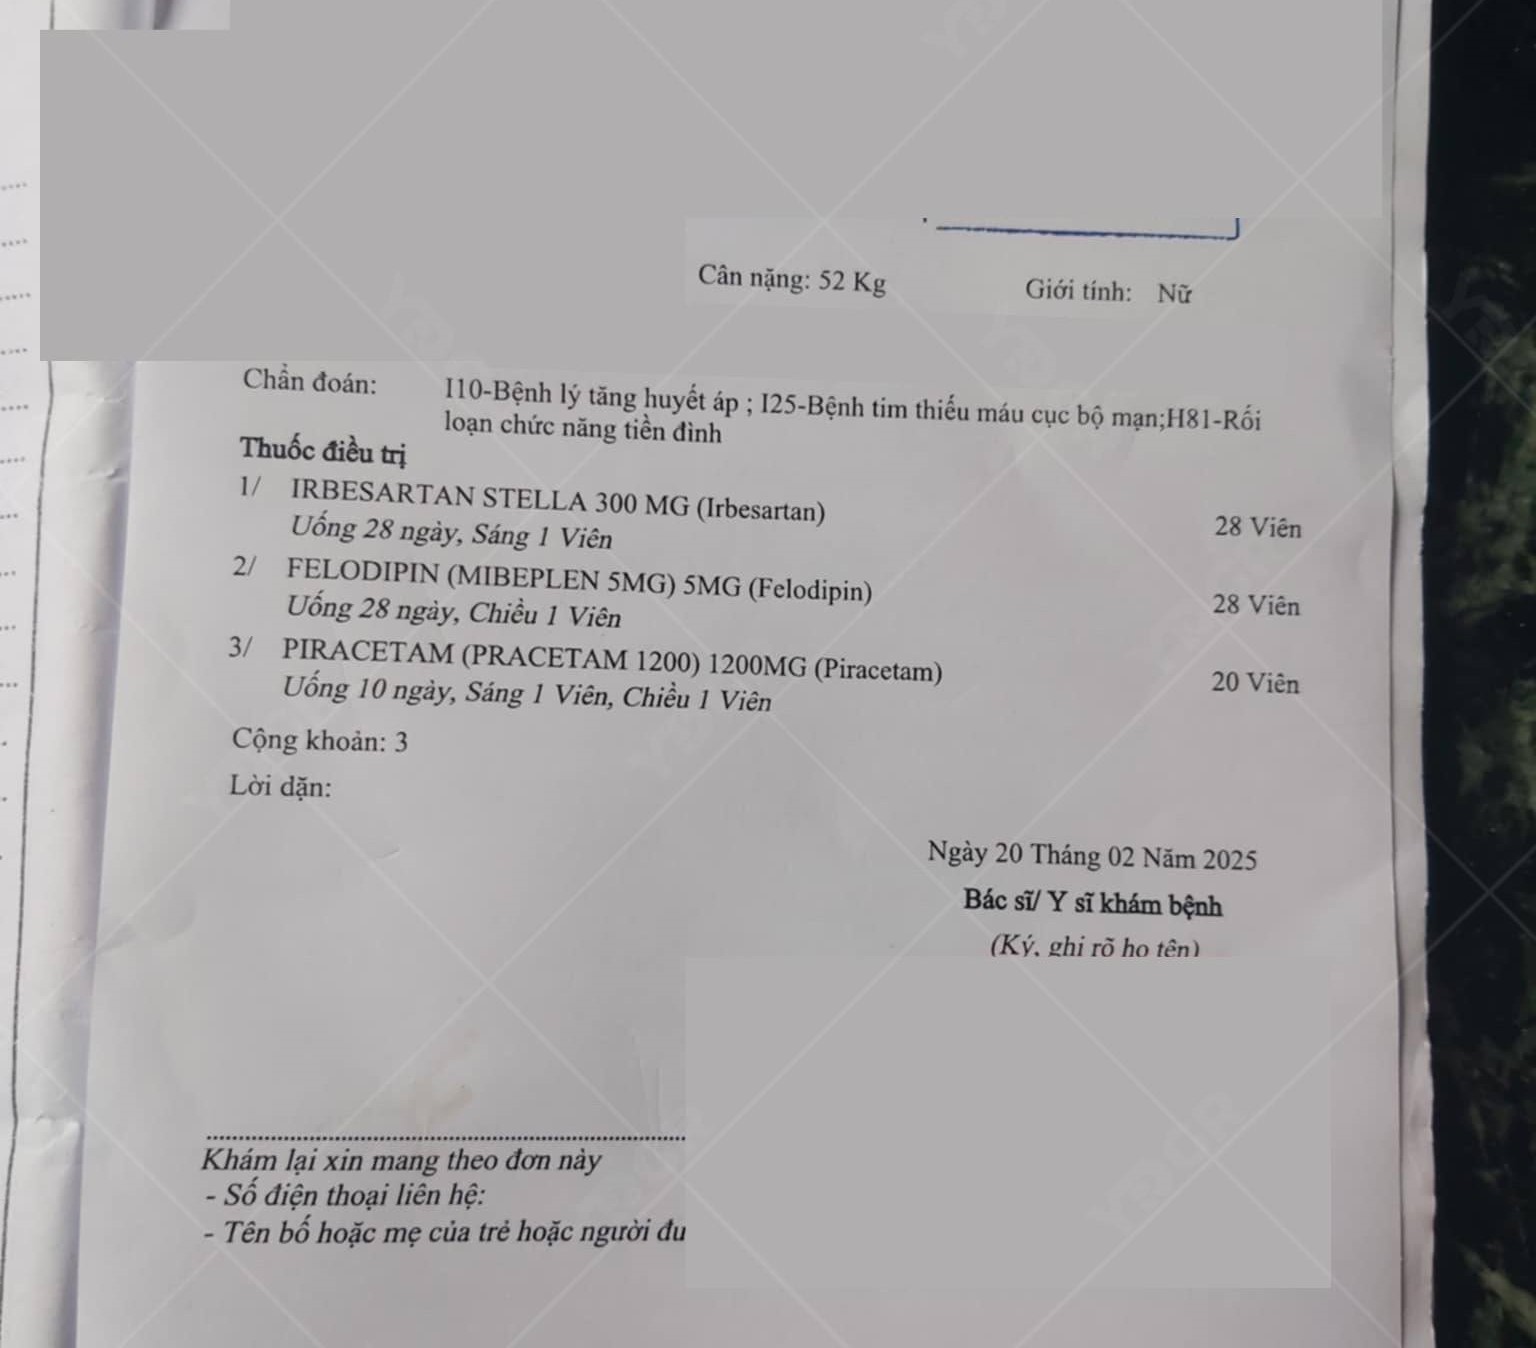 Cân nặng: 52 Kg Giới tính: Nữ
Chẩn đoán: I10-Bệnh lý tăng huyết áp ; I25-Bệnh tim thiếu máu cục bộ mạn;H81-Rối
loạn chức năng tiền đình
Thuốc điều trị
1/ IRBESARTAN STELLA 300 MG (Irbesartan) 28 Viên
Uống 28 ngày, Sáng 1 Viên
2/ FELODIPIN (MIBEPLEN 5MG) 5MG (Felodipin) 28 Viên
Uống 28 ngày, Chiều 1 Viên
3/ PIRACETAM (PRACETAM 1200) 1200MG (Piracetam) 20 Viên
Uống 10 ngày, Sáng 1 Viên, Chiều 1 Viên
Cộng khoản: 3
Lời dặn:
Ngày 20 Tháng 02 Năm 2025
Bác sĩ/ Y sĩ khám bệnh
(Ký, ghi rõ họ tên)
Khám lại xin mang theo đơn này
- Số điện thoại liên hệ:
- Tên bố hoặc mẹ của trẻ hoặc người đư